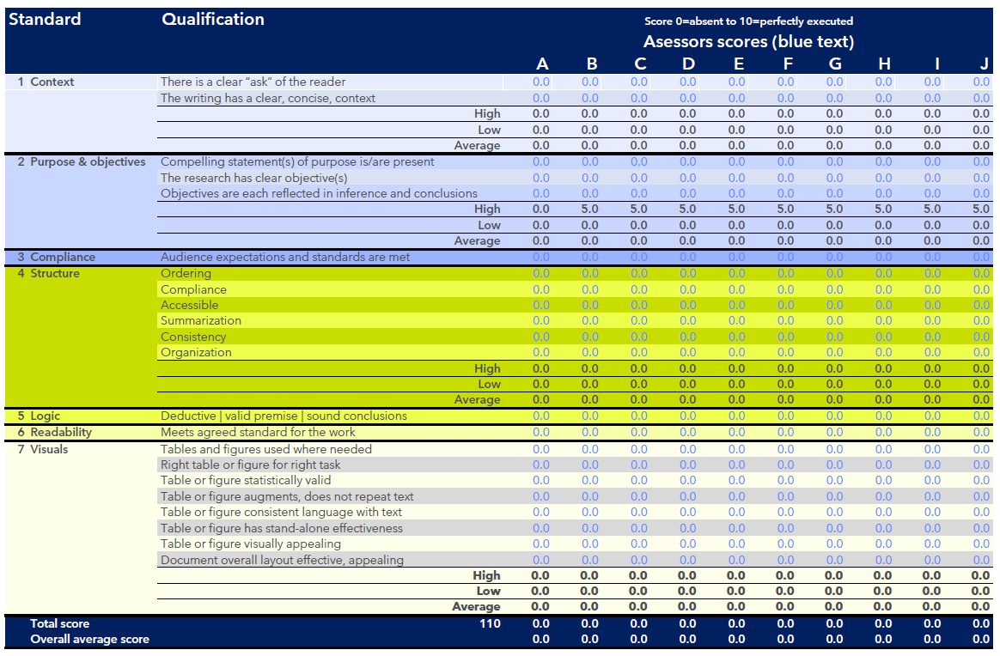 Standard Qualification Score 0=absent to 10=perfectly executed
Asessors scores (blue text)
A B C D E F G H I J
1 Context There is a clear “ask” of the reader 0.0 0.0 0.0 0.0 0.0 0.0 0.0 0.0 0.0 0.0
The writing has a clear, concise, context 0.0 0.0 0.0 0.0 0.0 0.0 0.0 0.0 0.0 0.0
High 0.0 0.0 0.0 0.0 0.0 0.0 0.0 0.0 0.0 0.0
Low 0.0 0.0 0.0 0.0 0.0 0.0 0.0 0.0 0.0 0.0
Average 0.0 0.0 0.0 0.0 0.0 0.0 0.0 0.0 0.0 0.0
2 Purpose & objectives Compelling statement(s) of purpose is/are present 0.0 0.0 0.0 0.0 0.0 0.0 0.0 0.0 0.0 0.0
The research has clear objective(s) 0.0 0.0 0.0 0.0 0.0 0.0 0.0 0.0 0.0 0.0
Objectives are each reflected in inference and conclusions 0.0 0.0 0.0 0.0 0.0 0.0 0.0 0.0 0.0 0.0
High 0.0 5.0 5.0 5.0 5.0 5.0 5.0 5.0 5.0 5.0
Low 0.0 0.0 0.0 0.0 0.0 0.0 0.0 0.0 0.0 0.0
Average 0.0 0.0 0.0 0.0 0.0 0.0 0.0 0.0 0.0 0.0
3 Compliance Audience expectations and standards are met 0.0 0.0 0.0 0.0 0.0 0.0 0.0 0.0 0.0 0.0
4 Structure Ordering 0.0 0.0 0.0 0.0 0.0 0.0 0.0 0.0 0.0 0.0
Compliance 0.0 0.0 0.0 0.0 0.0 0.0 0.0 0.0 0.0 0.0
Accessible 0.0 0.0 0.0 0.0 0.0 0.0 0.0 0.0 0.0 0.0
Summarization 0.0 0.0 0.0 0.0 0.0 0.0 0.0 0.0 0.0 0.0
Consistency 0.0 0.0 0.0 0.0 0.0 0.0 0.0 0.0 0.0 0.0
Organization 0.0 0.0 0.0 0.0 0.0 0.0 0.0 0.0 0.0 0.0
High 0.0 0.0 0.0 0.0 0.0 0.0 0.0 0.0 0.0 0.0
Low 0.0 0.0 0.0 0.0 0.0 0.0 0.0 0.0 0.0 0.0
Average 0.0 0.0 0.0 0.0 0.0 0.0 0.0 0.0 0.0 0.0
5 Logic Deductive | valid premise | sound conclusions 0.0 0.0 0.0 0.0 0.0 0.0 0.0 0.0 0.0 0.0
6 Readability Meets agreed standard for the work 0.0 0.0 0.0 0.0 0.0 0.0 0.0 0.0 0.0 0.0
7 Visuals Tables and figures used where needed 0.0 0.0 0.0 0.0 0.0 0.0 0.0 0.0 0.0 0.0
Right table or figure for right task 0.0 0.0 0.0 0.0 0.0 0.0 0.0 0.0 0.0 0.0
Table or figure statistically valid 0.0 0.0 0.0 0.0 0.0 0.0 0.0 0.0 0.0 0.0
Table or figure augments, does not repeat text 0.0 0.0 0.0 0.0 0.0 0.0 0.0 0.0 0.0 0.0
Table or figure consistent language with text 0.0 0.0 0.0 0.0 0.0 0.0 0.0 0.0 0.0 0.0
Table or figure has stand-alone effectiveness 0.0 0.0 0.0 0.0 0.0 0.0 0.0 0.0 0.0 0.0
Table or figure visually appealing 0.0 0.0 0.0 0.0 0.0 0.0 0.0 0.0 0.0 0.0
Document overall layout effective, appealing 0.0 0.0 0.0 0.0 0.0 0.0 0.0 0.0 0.0 0.0
High 0.0 0.0 0.0 0.0 0.0 0.0 0.0 0.0 0.0 0.0
Low 0.0 0.0 0.0 0.0 0.0 0.0 0.0 0.0 0.0 0.0
Average 0.0 0.0 0.0 0.0 0.0 0.0 0.0 0.0 0.0 0.0
Total score 110 0.0 0.0 0.0 0.0 0.0 0.0 0.0 0.0 0.0 0.0
Overall average score 0.0 0.0 0.0 0.0 0.0 0.0 0.0 0.0 0.0 0.0